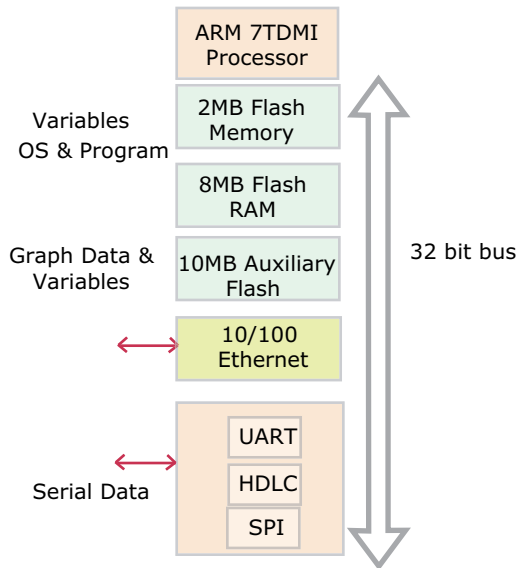 ARM 7TDMI
Processor
2MB Flash
Memory
Variables
OS & Program
8MB Flash
RAM
Graph Data &
Variables
10MB Auxiliary
Flash
32 bit bus
10/100
Ethernet
UART
HDLC
SPI
Serial Data